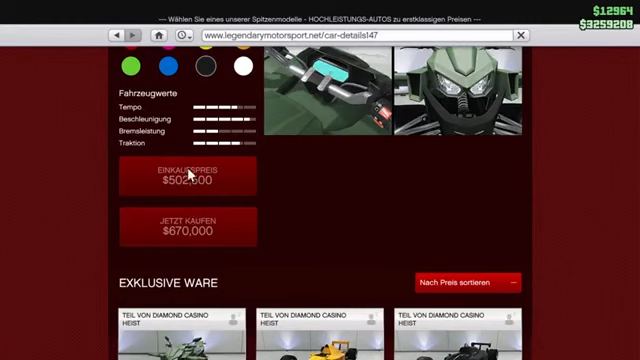 --- Wählen Sie eines unserer Spitzenmodelle - HOCHLEISTUNGS-AUTOS zu erstklassigen Preisen ---
$12964
$3259208
www.legendarymotorsport.net/car-details147
Fahrzeugwerte
Tempo
Beschleunigung
Bremsleistung
Traktion
EINKAUFSPREIS
$502,500
JETZT KAUFEN
$670,000
EXKLUSIVE WARE
Nach Preis sortieren
TEIL VON DIAMOND CASINO
HEIST
TEIL VON DIAMOND CASINO
HEIST
TEIL VON DIAMOND CASINO
HEIST